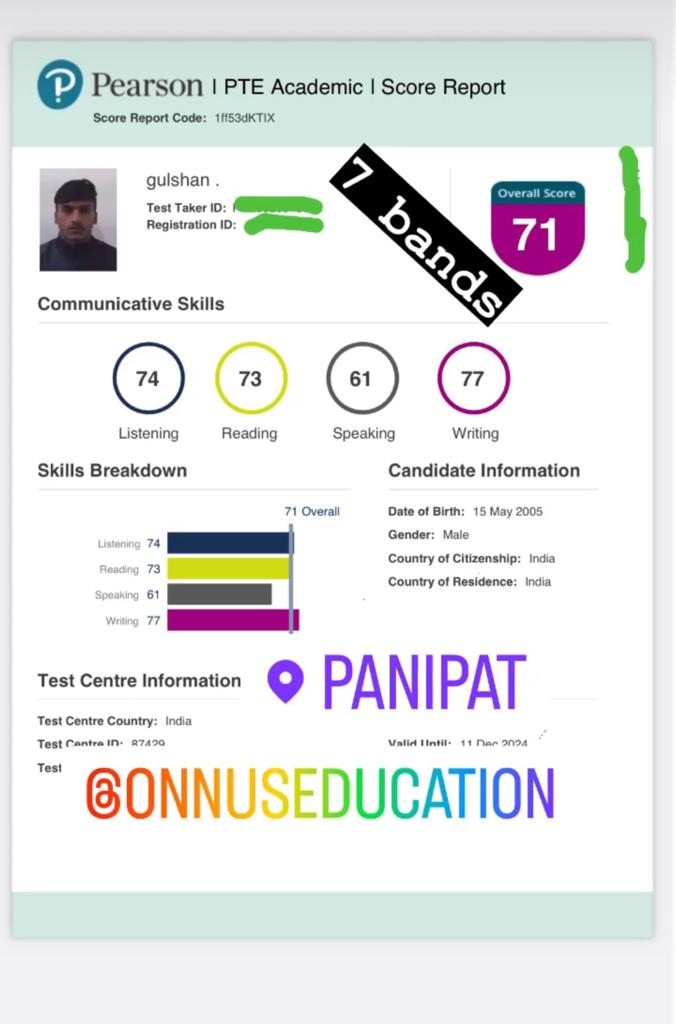 Pearson | PTE Academic | Score Report
Score Report Code: 1ff53dKTIX
gulshan .
Test Taker ID:
Registration ID:
7 bands
Overall Score
71
Communicative Skills
74 73 61 77
Listening Reading Speaking Writing
Skills Breakdown
71 Overall
Listening 74
Reading 73
Speaking 61
Writing 77
Candidate Information
Date of Birth: 15 May 2005
Gender: Male
Country of Citizenship: India
Country of Residence: India
Test Centre Information
PANIPAT
Test Centre Country: India
Test Centre ID: 87429
Valid Until: 11 Dec 2024
Test
@ONNUSEDUCATION